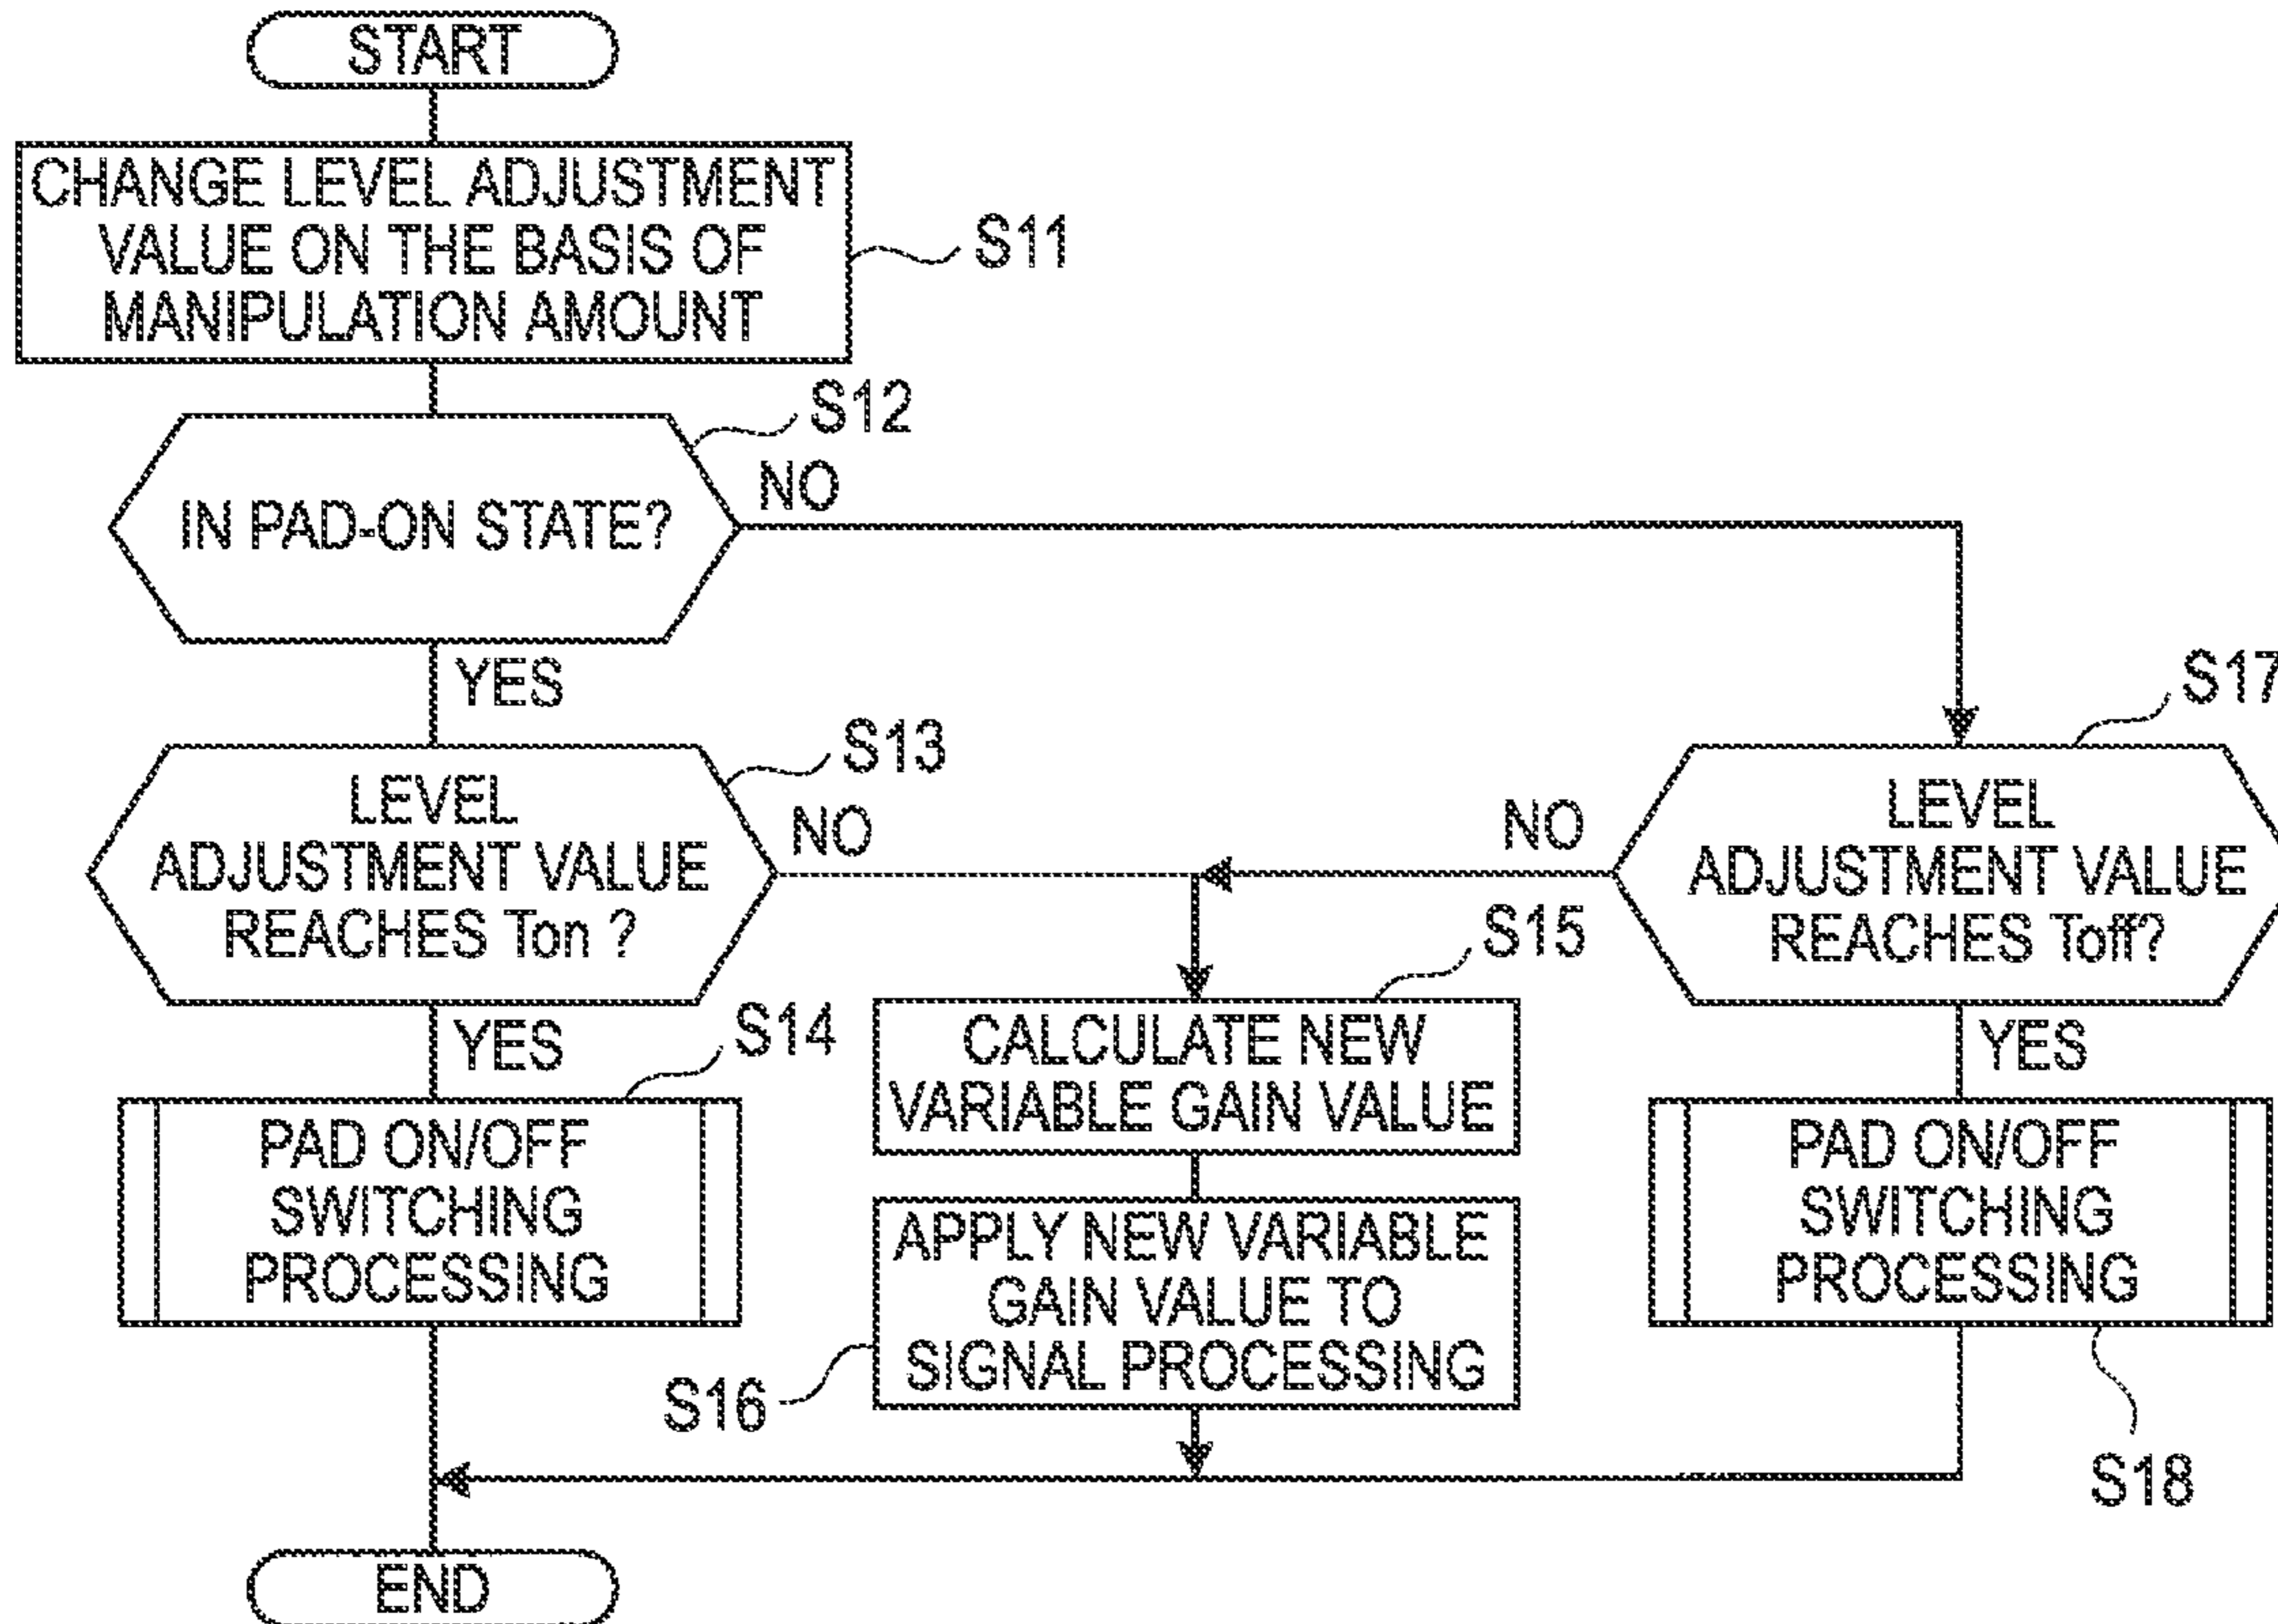 START
CHANGE LEVEL ADJUSTMENT
VALUE ON THE BASIS OF
MANIPULATION AMOUNT
S11
S12
IN PAD-ON STATE?
NO
YES
S13
LEVEL
ADJUSTMENT VALUE
REACHES Ton ?
NO
YES
S14
PAD ON/OFF
SWITCHING
PROCESSING
S15
CALCULATE NEW
VARIABLE GAIN VALUE
APPLY NEW VARIABLE
GAIN VALUE TO
SIGNAL PROCESSING
S16
S17
LEVEL
ADJUSTMENT VALUE
REACHES Toff?
NO
YES
PAD ON/OFF
SWITCHING
PROCESSING
S18
END